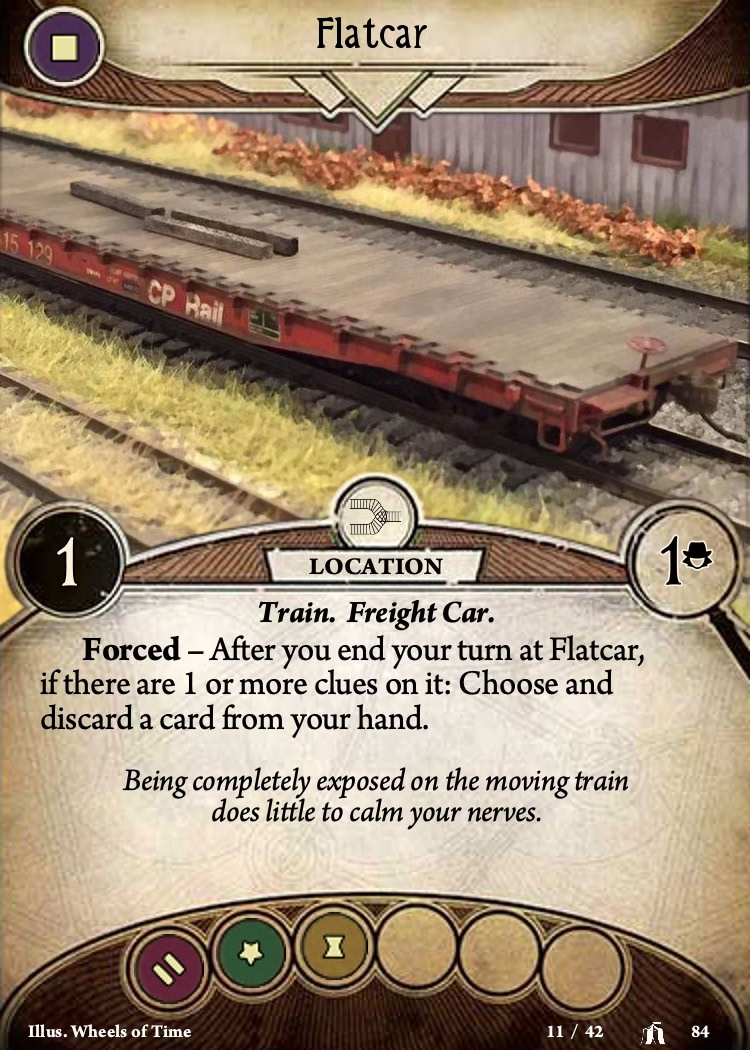 Flatcar
15 129
CP Rail
1
1
LOCATION
Train. Freight Car.
Forced – After you end your turn at Flatcar,
if there are 1 or more clues on it: Choose and
discard a card from your hand.
Being completely exposed on the moving train
does little to calm your nerves.
Illus. Wheels of Time
11 / 42
84